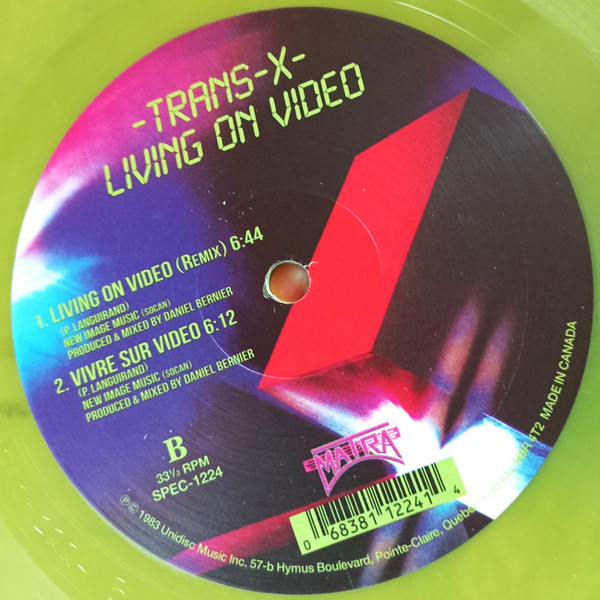 -TRANS-X-
LIVING ON VIDEO
1. LIVING ON VIDEO (REMIX) 6:44
(P. LANGUIRAND)
NEW IMAGE MUSIC (SOCAN)
PRODUCED & MIXED BY DANIEL BERNIER
2. VIVRE SUR VIDEO 6:12
(P. LANGUIRAND)
NEW IMAGE MUSIC (SOCAN)
PRODUCED & MIXED BY DANIEL BERNIER
B
33⅓ RPM
SPEC-1224
MATRA
0 68381 12241 4
℗© 1983 Unidisc Music Inc. 57-b Hymus Boulevard, Pointe-Claire, Quebec, Canada H9R 4T2 MADE IN CANADA